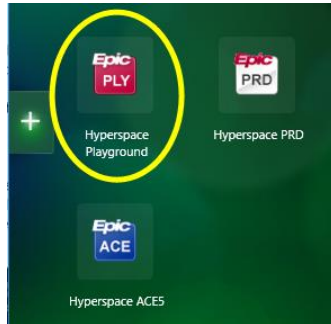 Epic
PLY
Hyperspace
Playground
Epic
PRD
Hyperspace PRD
+
Epic
ACE
Hyperspace ACE5